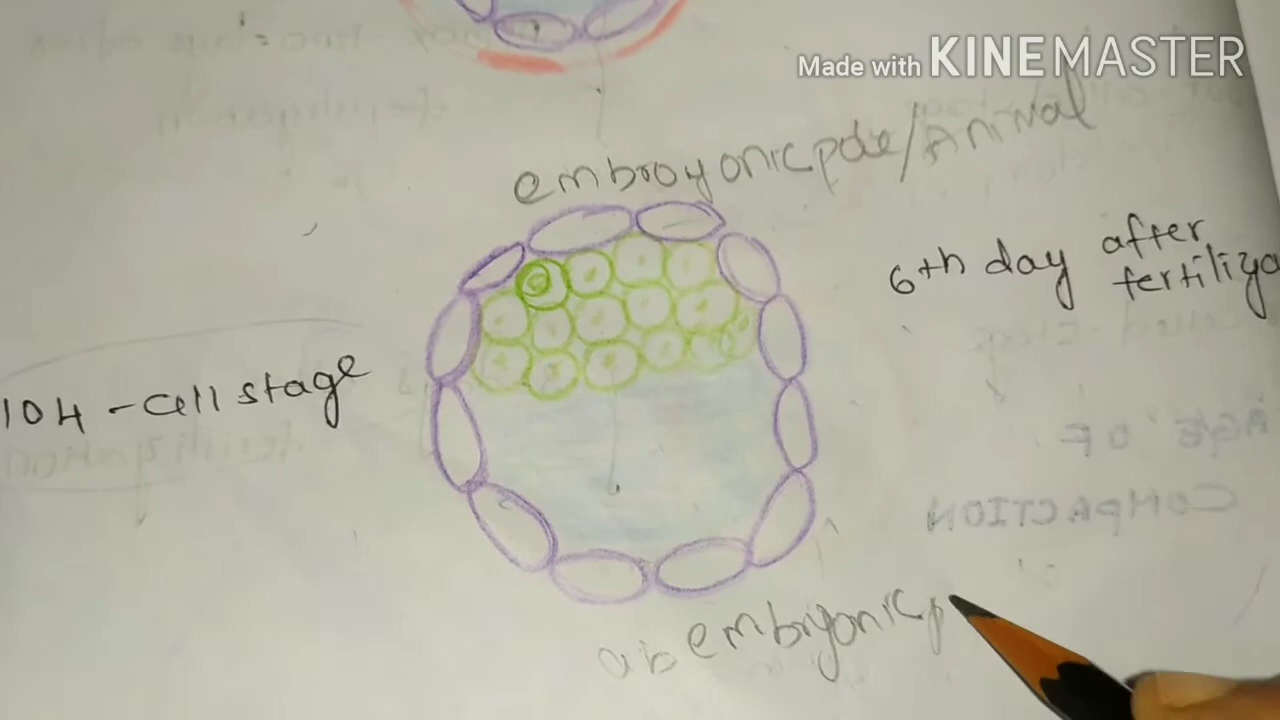 Made with KINEMASTER
embroyonic pole/Animal
6th day after
fertiliza
104 - cell stage
abembryonic p